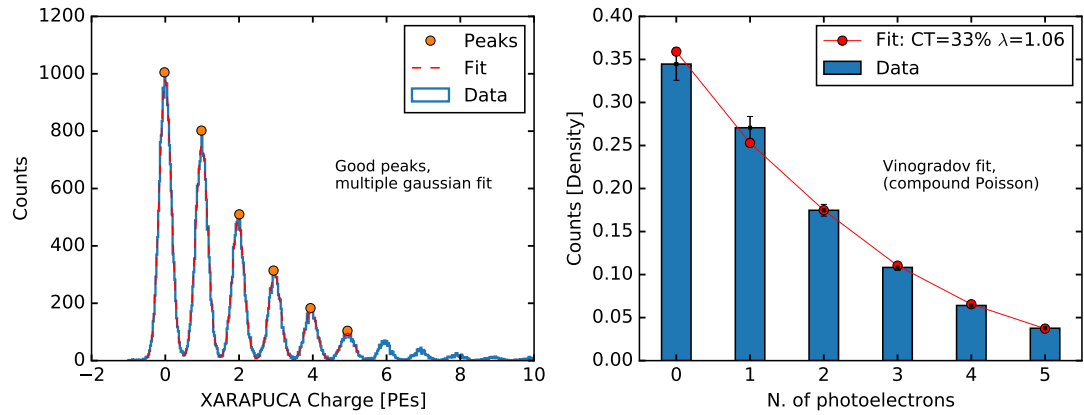 1200
1000
800
600
400
200
0
Counts
Peaks
Fit
Data
Good peaks,
multiple gaussian fit
−2 0 2 4 6 8 10
XARAPUCA Charge [PEs]
0.40
0.35
0.30
0.25
0.20
0.15
0.10
0.05
0.00
Counts [Density]
Fit: CT=33% λ=1.06
Data
Vinogradov fit,
(compound Poisson)
0 1 2 3 4 5
N. of photoelectrons